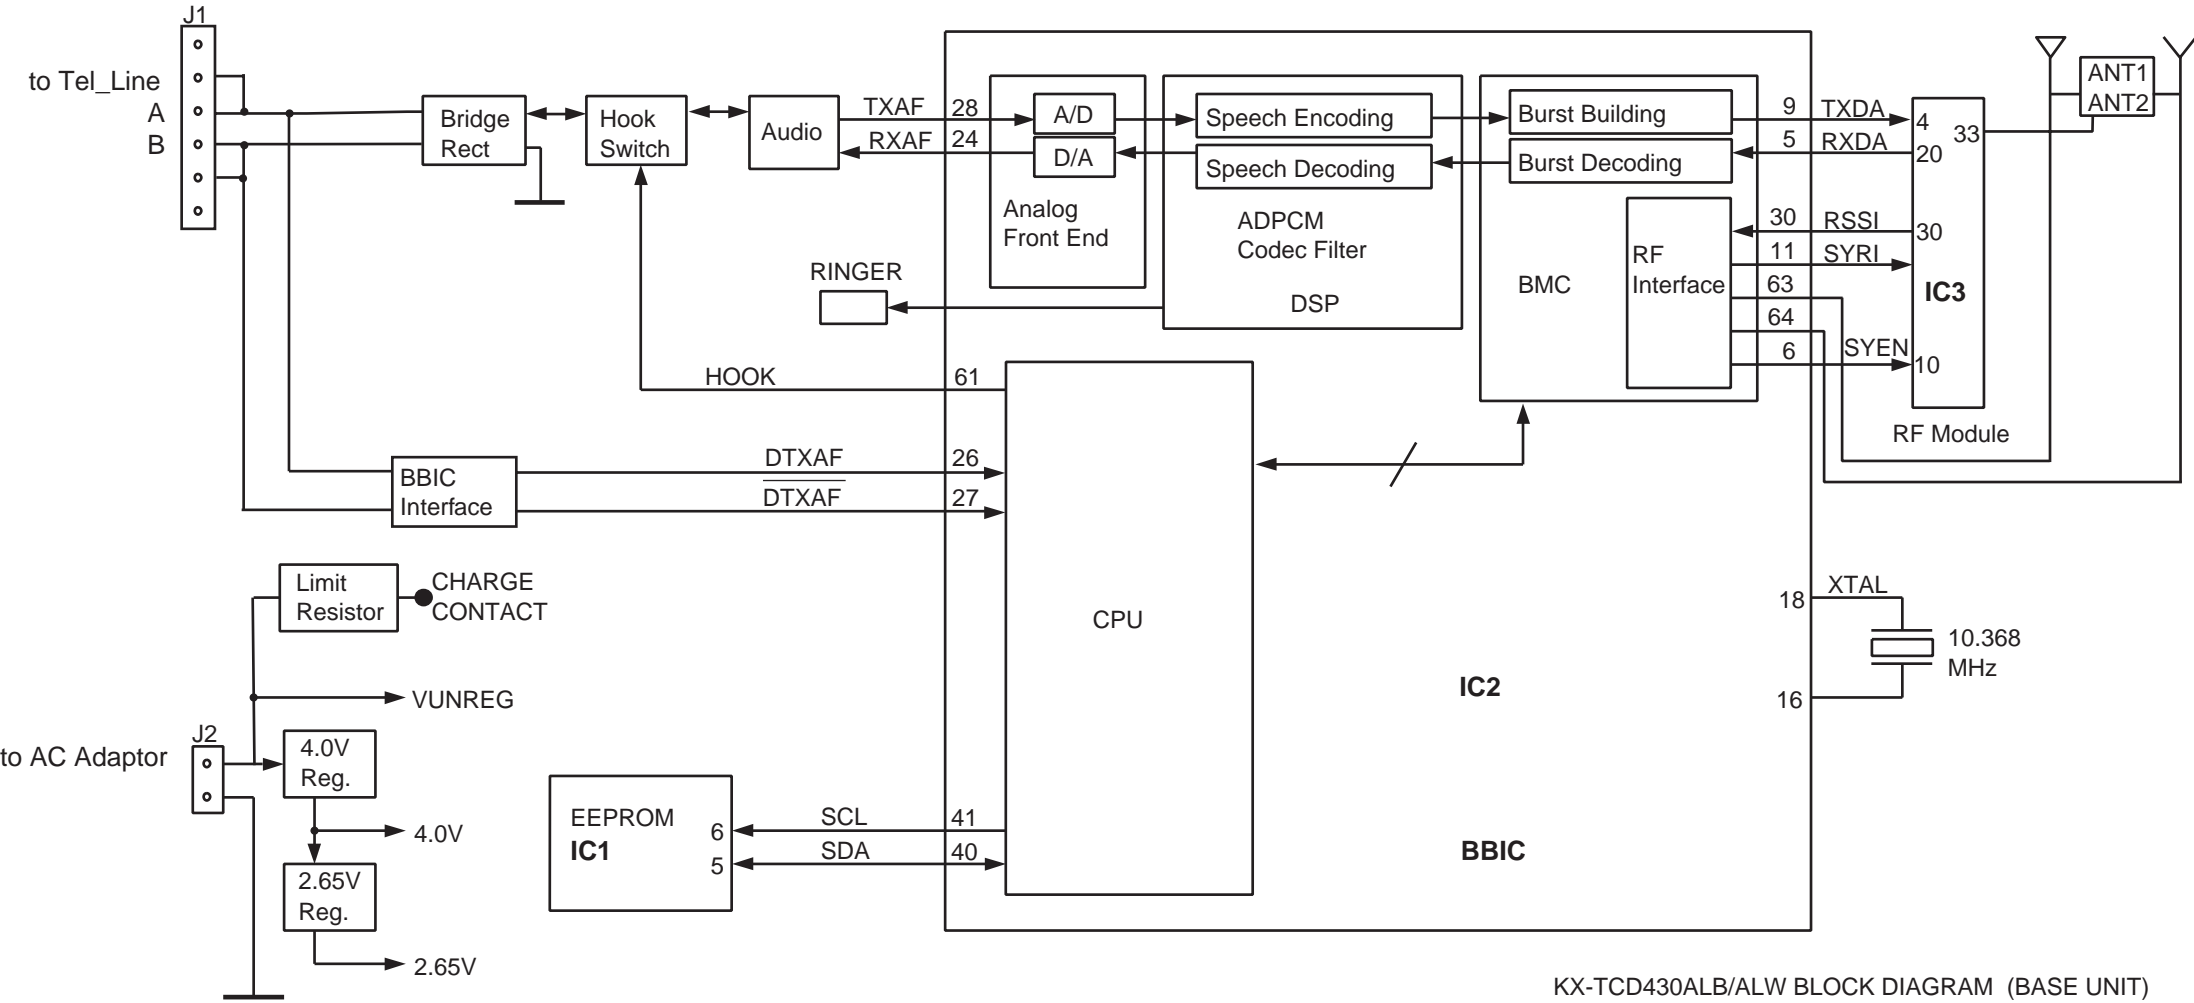 J1
to Tel_Line
A
B
Bridge
Rect
Hook
Switch
Audio
TXAF
28
RXAF
24
A/D
D/A
Analog
Front End
Speech Encoding
Speech Decoding
ADPCM
Codec Filter
DSP
Burst Building
Burst Decoding
BMC
RF
Interface
9
TXDA
5
RXDA
30
RSSI
11
SYRI
63
64
6
SYEN
4
33
20
30
IC3
10
RF Module
ANT1
ANT2
RINGER
HOOK
61
BBIC
Interface
DTXAF
26
DTXAF
27
CPU
Limit
Resistor
CHARGE
CONTACT
VUNREG
J2
to AC Adaptor
4.0V
Reg.
4.0V
2.65V
Reg.
2.65V
EEPROM
IC1
6
5
SCL
41
SDA
40
IC2
BBIC
18
XTAL
16
10.368
MHz
KX-TCD430ALB/ALW BLOCK DIAGRAM (BASE UNIT)